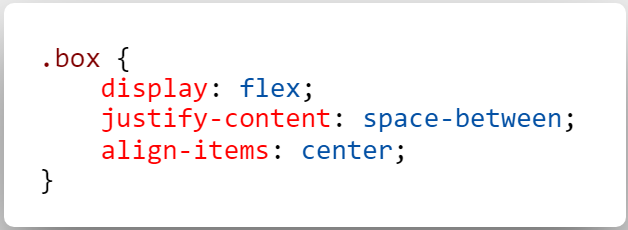 .box {
    display: flex;
    justify-content: space-between;
    align-items: center;
}